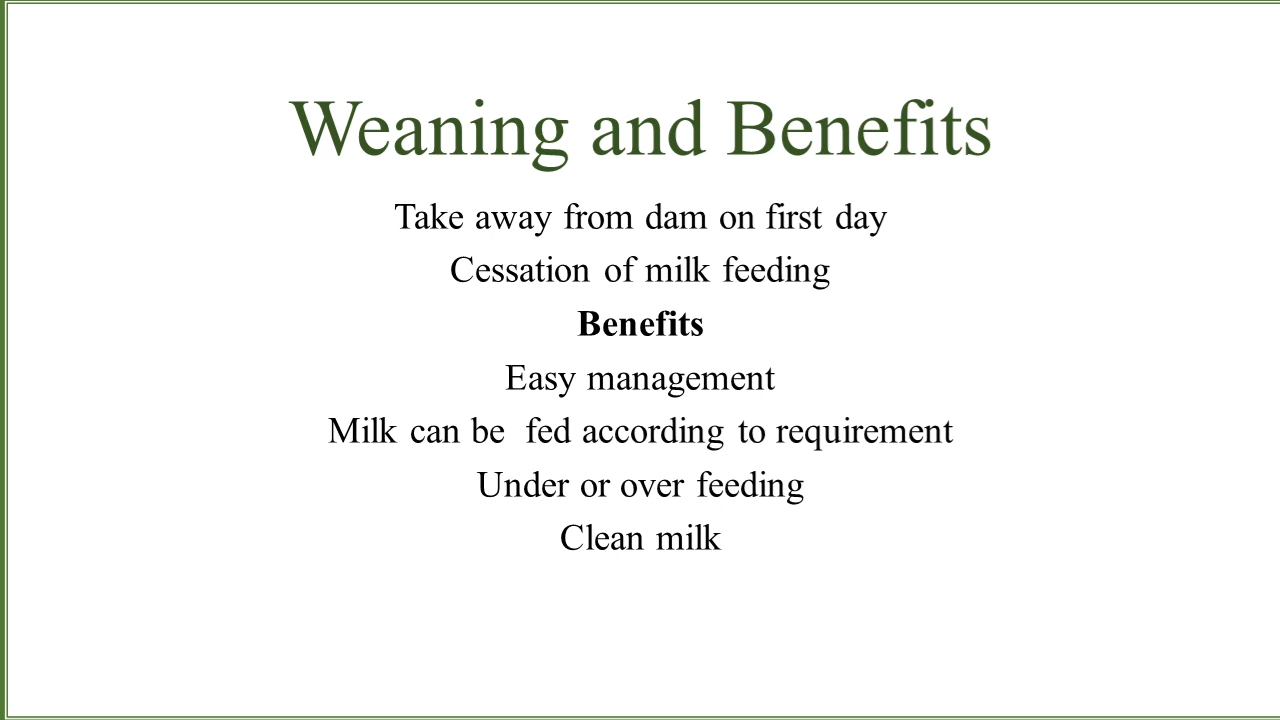 Weaning and Benefits
Take away from dam on first day
Cessation of milk feeding
Benefits
Easy management
Milk can be  fed according to requirement
Under or over feeding
Clean milk